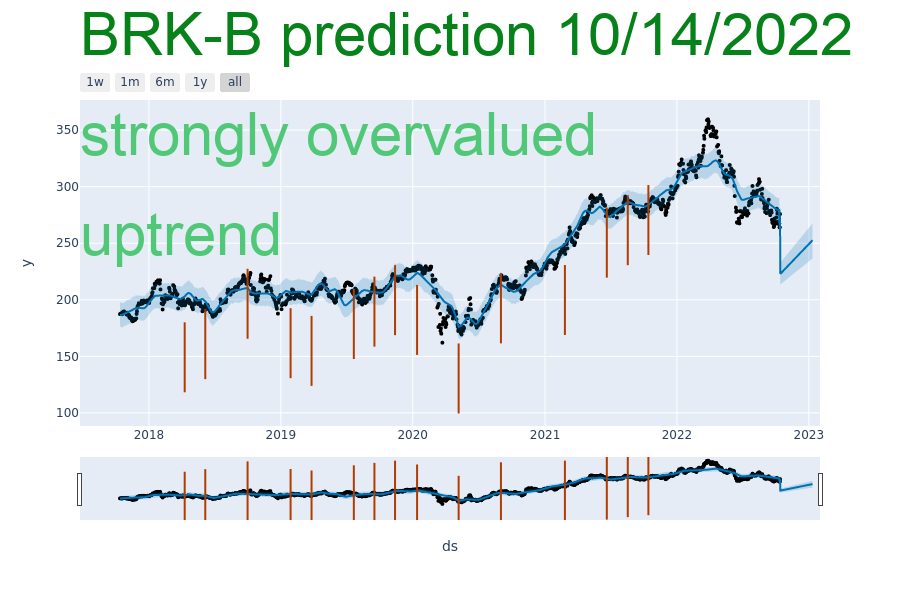 BRK-B prediction 10/14/2022
1w 1m 6m 1y all
strongly overvalued
uptrend
350
300
250
200
150
100
y
2018 2019 2020 2021 2022 2023
ds